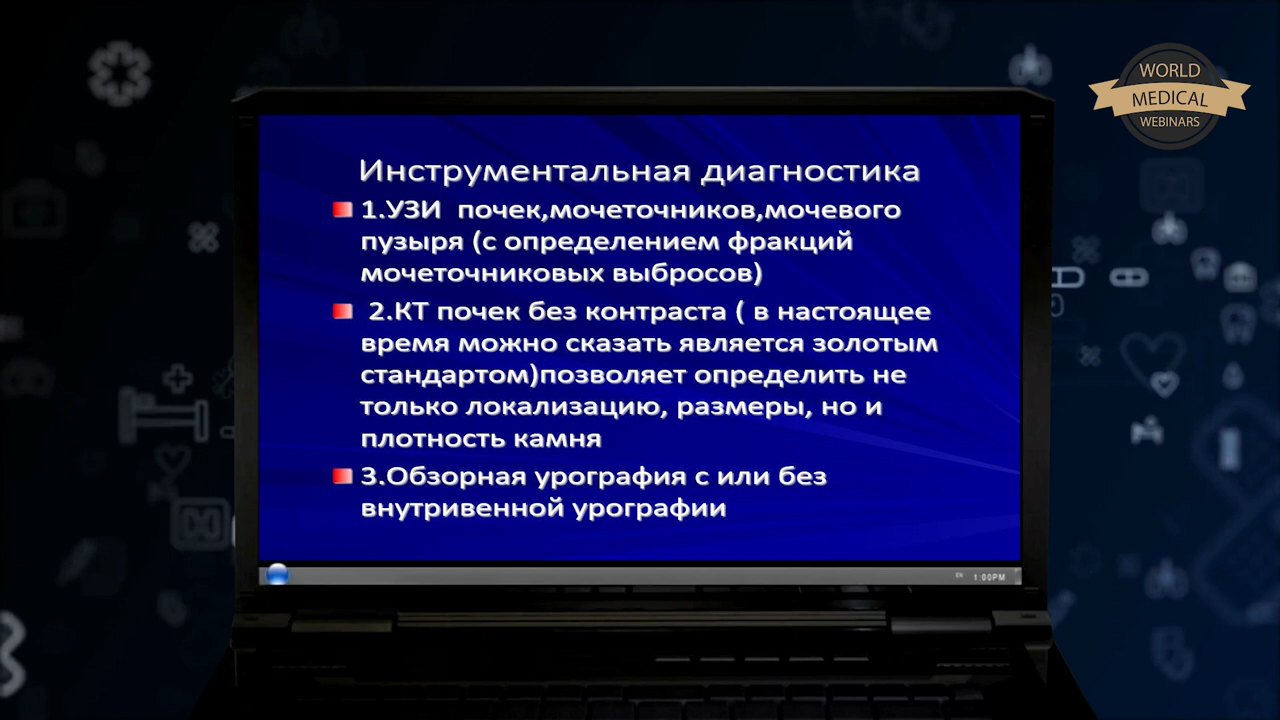 WORLD
MEDICAL
WEBINARS
Инструментальная диагностика
1.УЗИ почек,мочеточников,мочевого
пузыря (с определением фракций
мочеточниковых выбросов)
2.КТ почек без контраста ( в настоящее
время можно сказать является золотым
стандартом)позволяет определить не
только локализацию, размеры, но и
плотность камня
3.Обзорная урография с или без
внутривенной урографии
EN 1:00PM